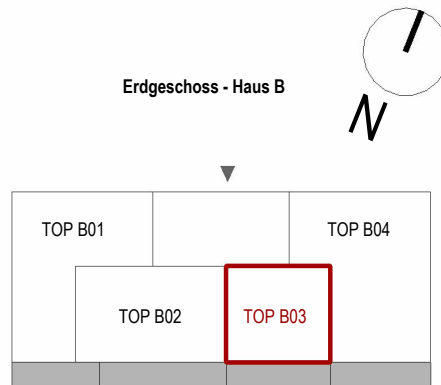 Erdgeschoss - Haus B
N
TOP B01
TOP B04
TOP B02
TOP B03